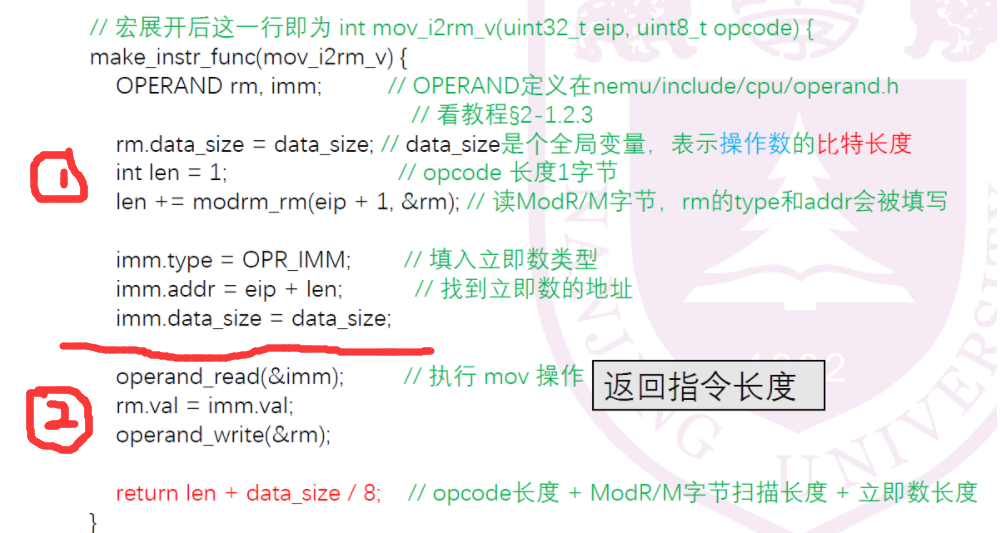 // 宏展开后这一行即为 int mov_i2rm_v(uint32_t eip, uint8_t opcode) {
make_instr_func(mov_i2rm_v) {
OPERAND rm, imm; // OPERAND定义在nemu/include/cpu/operand.h
// 看教程§2-1.2.3
rm.data_size = data_size; // data_size是个全局变量，表示操作数的比特长度
1
int len = 1; // opcode 长度1字节
len += modrm_rm(eip + 1, &rm); // 读ModR/M字节，rm的type和addr会被填写
imm.type = OPR_IMM; // 填入立即数类型
imm.addr = eip + len; // 找到立即数的地址
imm.data_size = data_size;
operand_read(&imm); // 执行 mov 操作
返回指令长度
2
rm.val = imm.val;
operand_write(&rm);
return len + data_size / 8; // opcode长度 + ModR/M字节扫描长度 + 立即数长度
}
NANJING UNIVERSITY